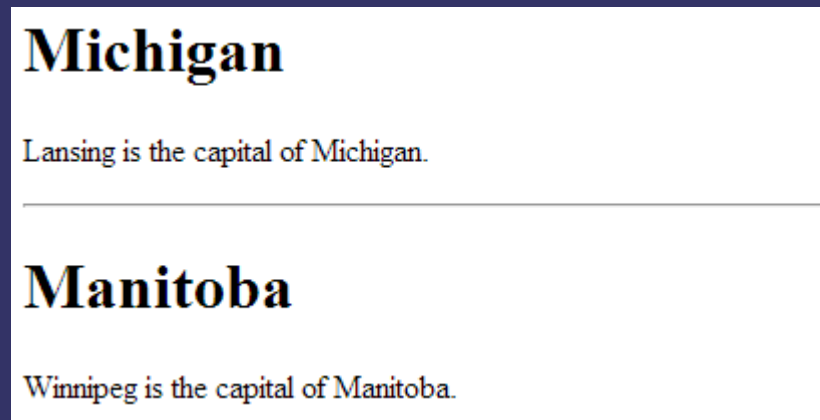 Michigan
Lansing is the capital of Michigan.
Manitoba
Winnipeg is the capital of Manitoba.